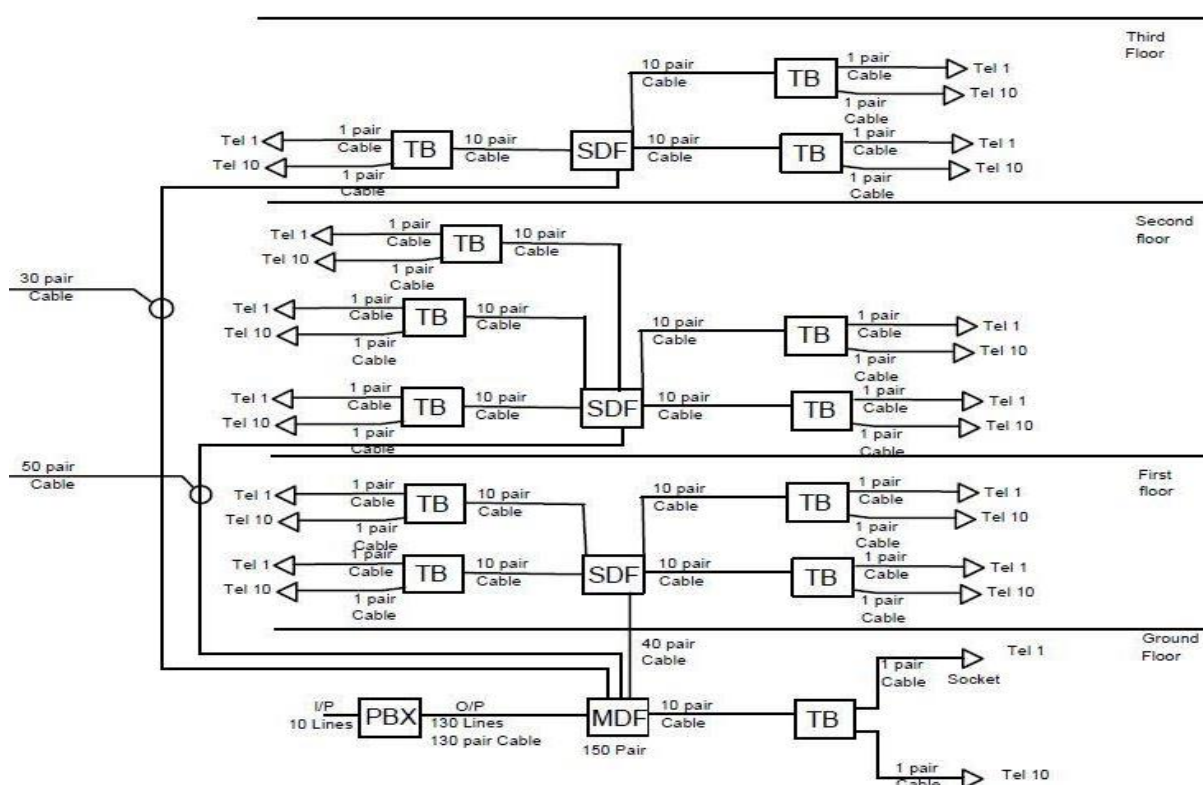 Third
Floor
10 pair
Cable
TB
1 pair
Cable
Tel 1
Tel 10
1 pair
Cable
Tel 1
Tel 10
1 pair
Cable
1 pair
Cable
TB
10 pair
Cable
SDF
10 pair
Cable
TB
1 pair
Cable
Tel 1
Tel 10
1 pair
Cable
Second
floor
Tel 1
Tel 10
1 pair
Cable
1 pair
Cable
TB
10 pair
Cable
30 pair
Cable
Tel 1
Tel 10
1 pair
Cable
1 pair
Cable
TB
10 pair
Cable
10 pair
Cable
TB
1 pair
Cable
Tel 1
Tel 10
1 pair
Cable
Tel 1
Tel 10
1 pair
Cable
1 pair
Cable
TB
10 pair
Cable
SDF
10 pair
Cable
TB
1 pair
Cable
Tel 1
Tel 10
1 pair
Cable
50 pair
Cable
First
floor
Tel 1
Tel 10
1 pair
Cable
1 pair
Cable
TB
10 pair
Cable
10 pair
Cable
TB
1 pair
Cable
Tel 1
Tel 10
1 pair
Cable
Tel 1
Tel 10
1 pair
Cable
1 pair
Cable
TB
10 pair
Cable
SDF
10 pair
Cable
TB
1 pair
Cable
Tel 1
Tel 10
1 pair
Cable
40 pair
Cable
Ground
Floor
I/P
10 Lines
PBX
O/P
130 Lines
130 pair Cable
MDF
150 Pair
10 pair
Cable
TB
1 pair
Cable
Socket
Tel 1
1 pair
Cable
Tel 10